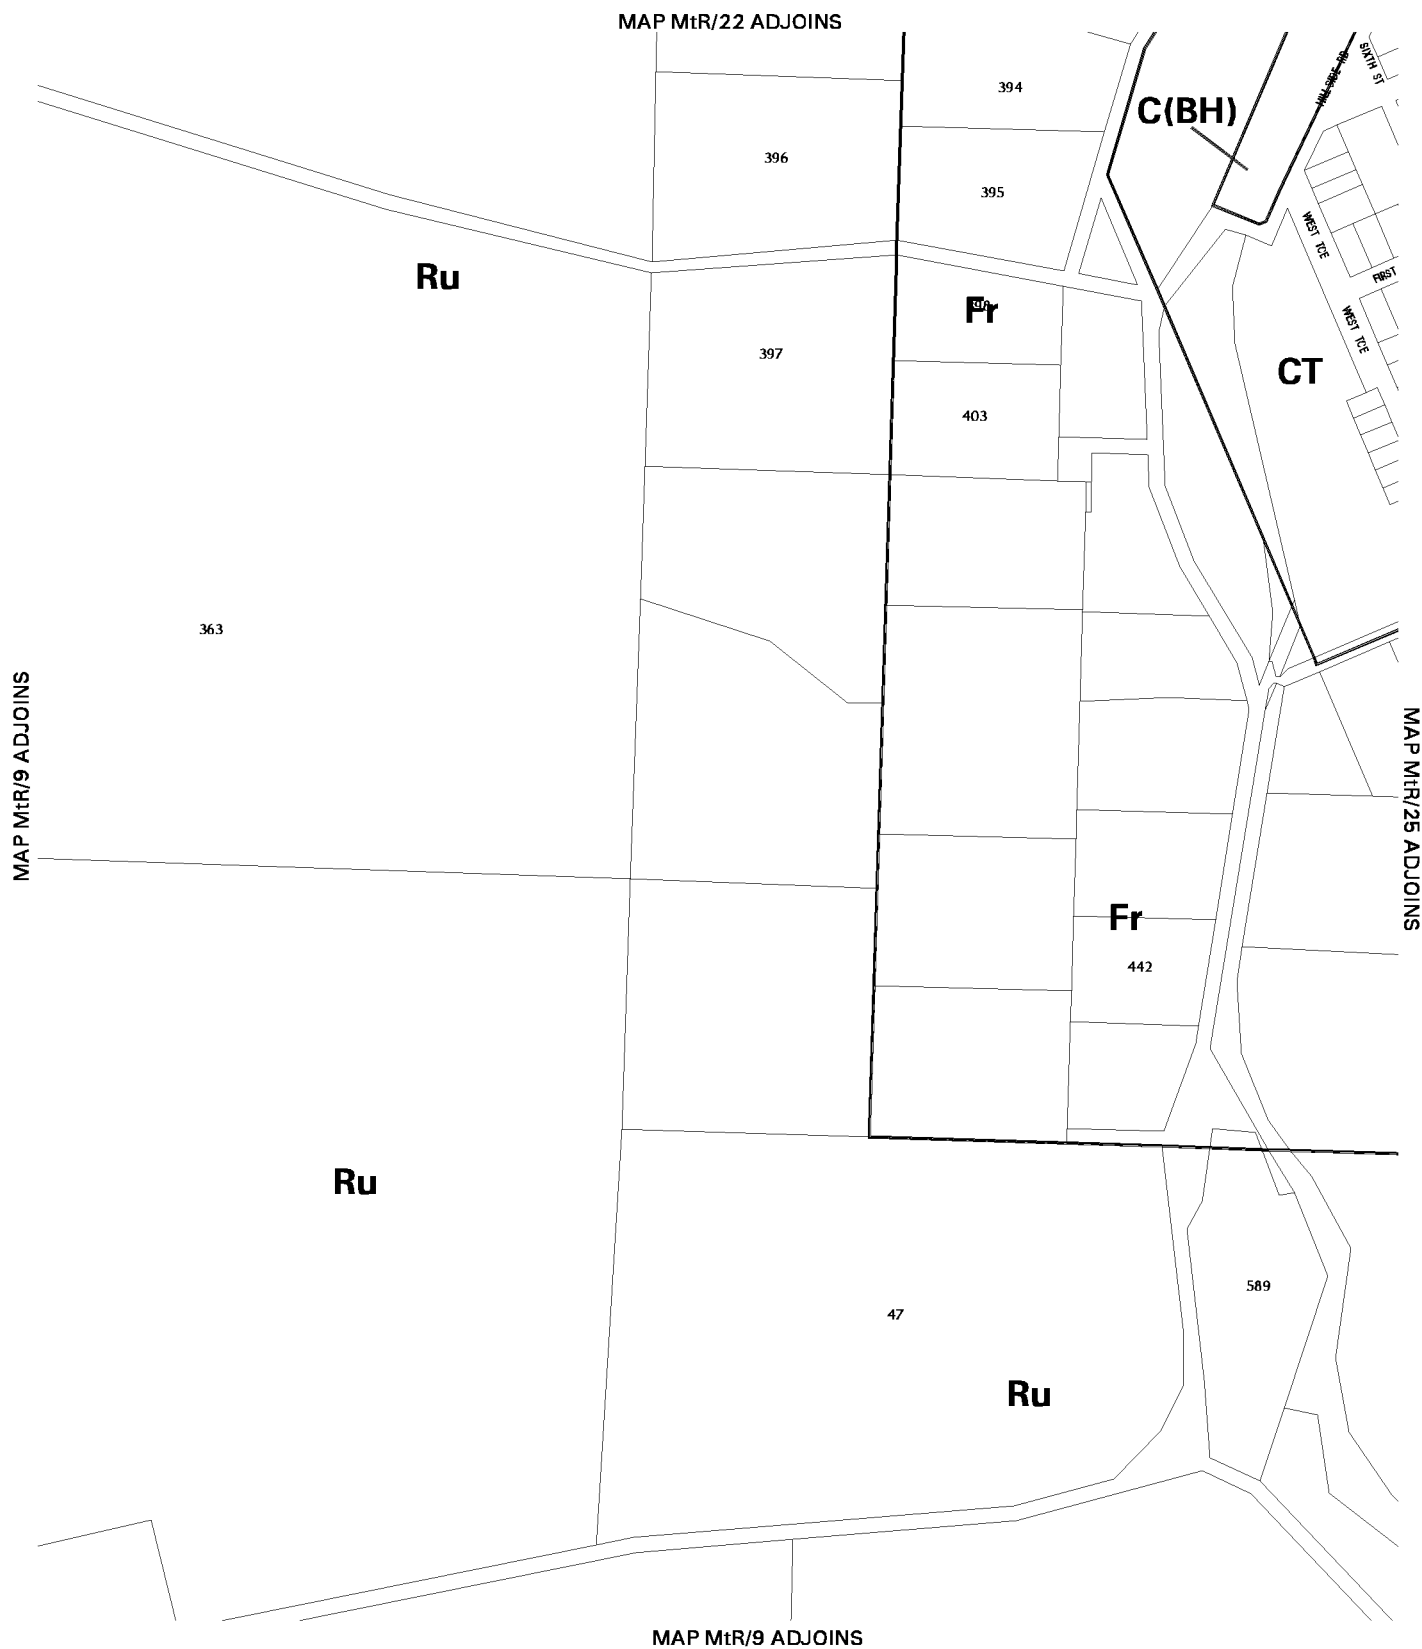 MAP MtR/22 ADJOINS
SIXTH ST
HILLSIDE RD
394
C(BH)
396
395
WEST TCE
Ru
FIRST
Fr
WEST TCE
397
CT
403
363
MAP MtR/9 ADJOINS
MAP MtR/25 ADJOINS
Fr
442
Ru
589
47
Ru
MAP MtR/9 ADJOINS